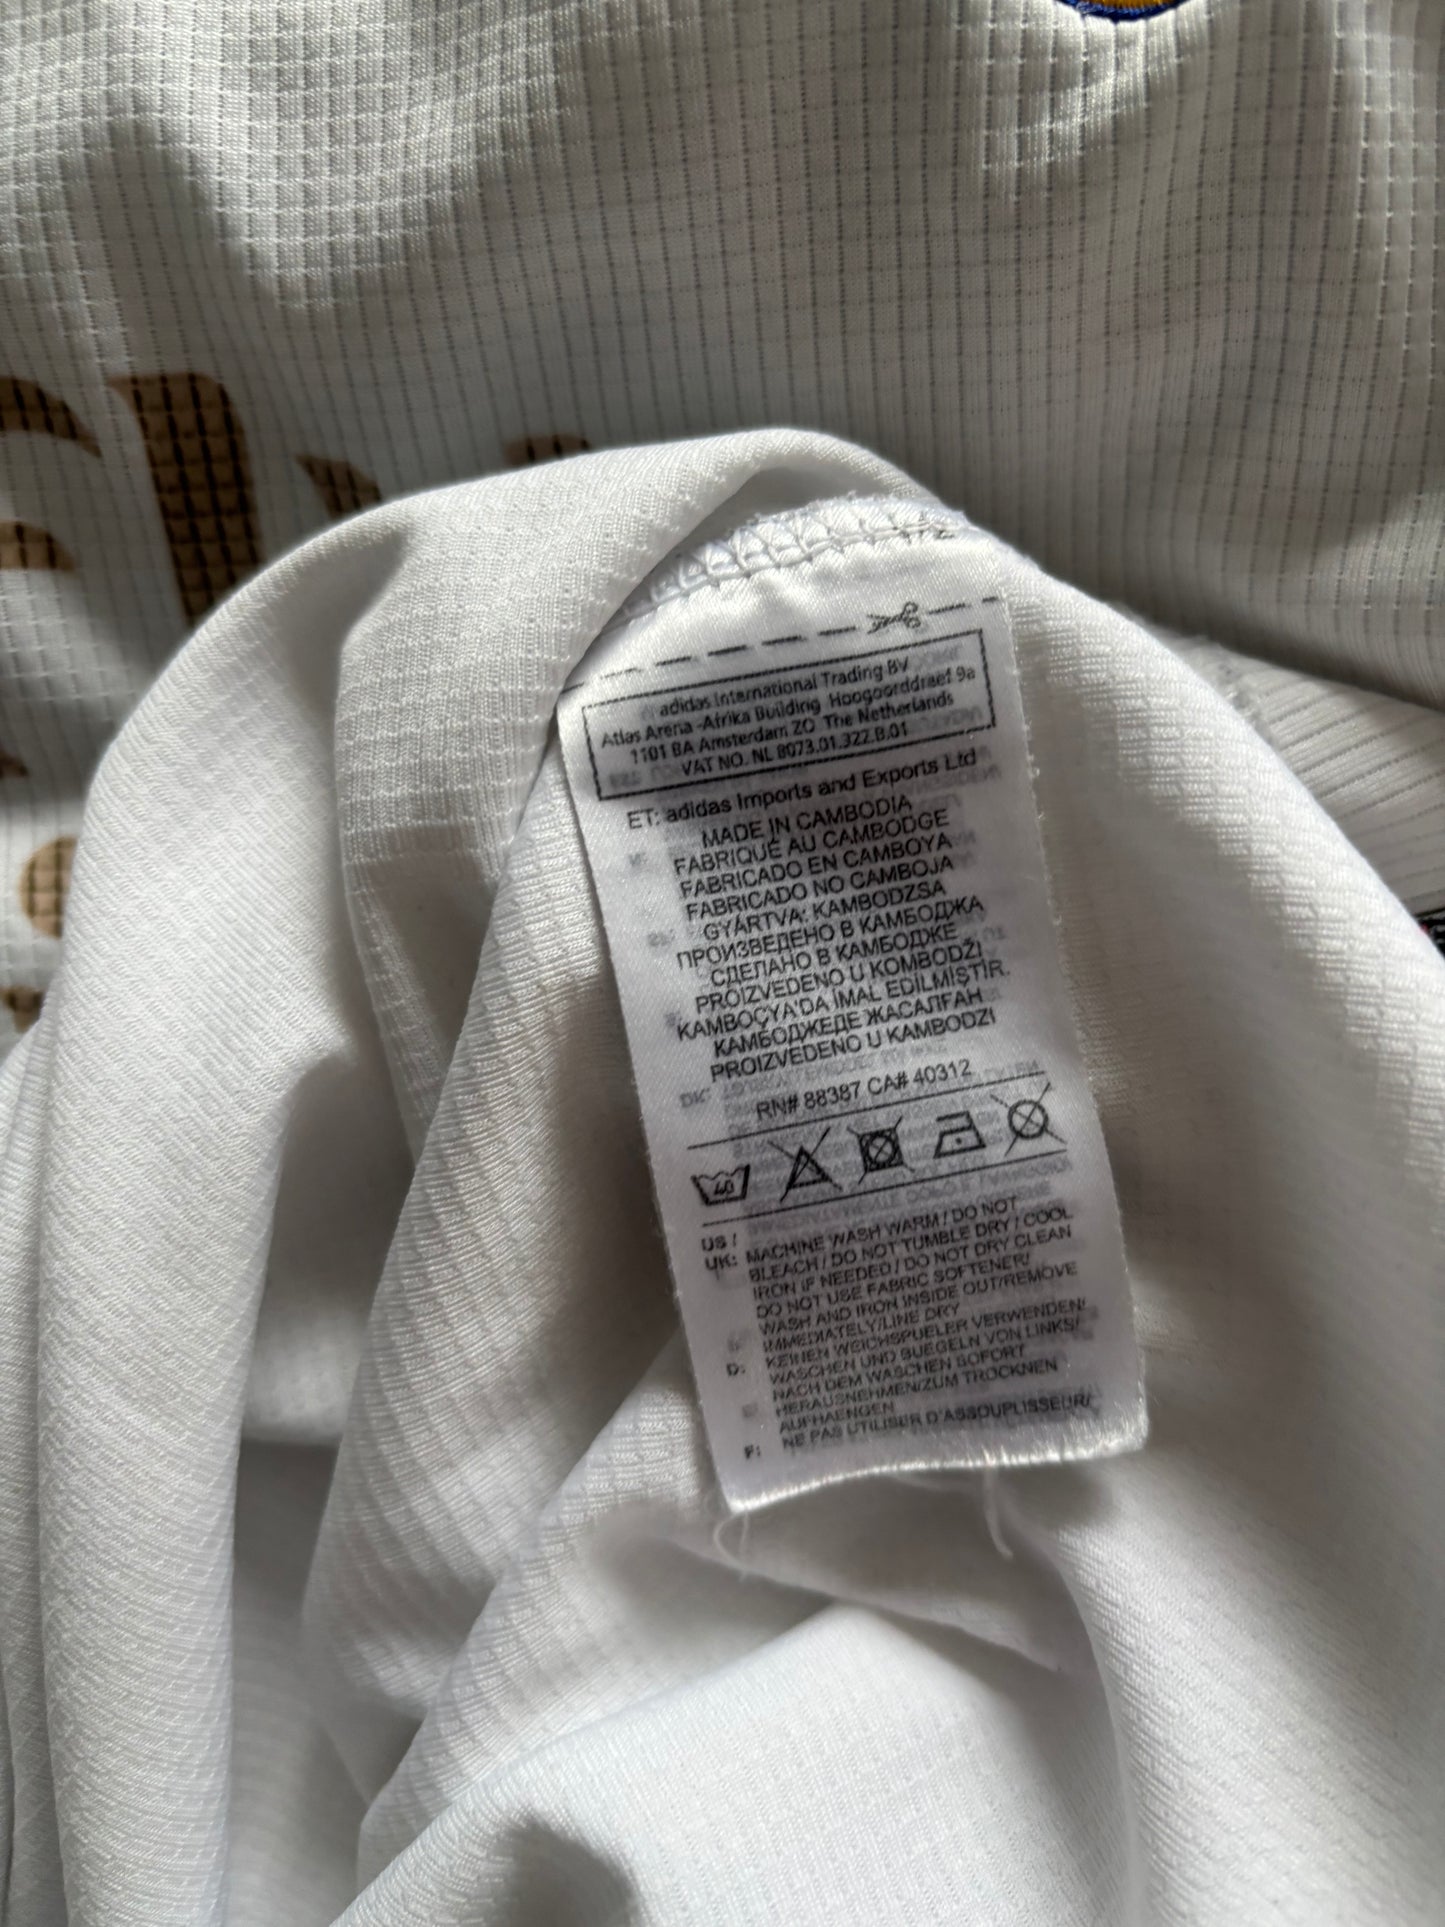 adidas International Trading BV
Atlas Arena -Afrika Building Hoogoorddreef 9a
1101 BA Amsterdam ZO The Netherlands
VAT NO. NL 8073.01.322.B.01
ET: adidas Imports and Exports Ltd
MADE IN CAMBODIA
FABRIQUÉ AU CAMBODGE
FABRICADO EN CAMBOYA
FABRICADO NO CAMBOJA
GYÁRTVA: KAMBODZSA
ПРОИЗВЕДЕНО В КАМБОДЖА
СДЕЛАНО В КАМБОДЖЕ
PROIZVEDENO U KOMBODŽI
KAMBOÇYA'DA İMAL EDİLMİŞTİR.
КАМБОДЖЕДЕ ЖАСАЛҒАН
PROIZVEDENO U KAMBODZI
RN# 88387 CA# 40312
40
US /
UK: MACHINE WASH WARM / DO NOT
BLEACH / DO NOT TUMBLE DRY / COOL
IRON IF NEEDED / DO NOT DRY CLEAN
DO NOT USE FABRIC SOFTENER/
WASH AND IRON INSIDE OUT/REMOVE
IMMEDIATELY/LINE DRY
D: KEINEN WEICHSPUELER VERWENDEN/
WASCHEN UND BUEGELN VON LINKS/
NACH DEM WASCHEN SOFORT
HERAUSNEHMEN/ZUM TROCKNEN
AUFHAENGEN
F: NE PAS UTILISER D'ASSOUPLISSEUR/